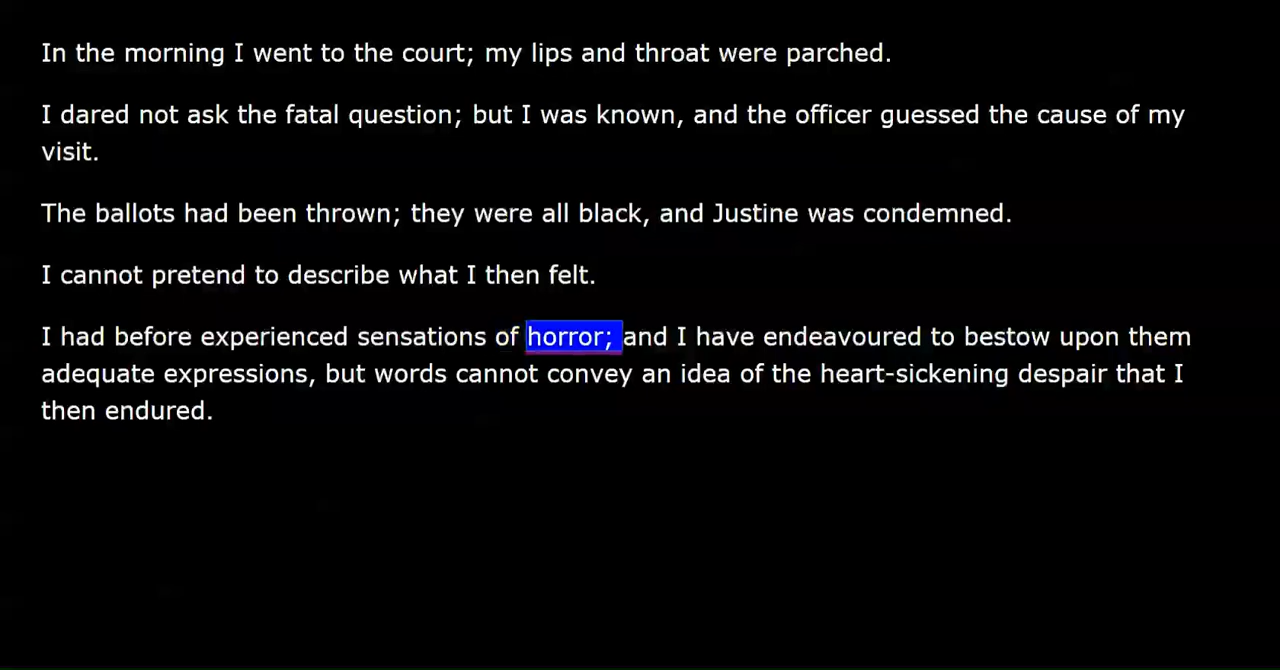 In the morning I went to the court; my lips and throat were parched.
I dared not ask the fatal question; but I was known, and the officer guessed the cause of my
visit.
The ballots had been thrown; they were all black, and Justine was condemned.
I cannot pretend to describe what I then felt.
I had before experienced sensations of horror; and I have endeavoured to bestow upon them
adequate expressions, but words cannot convey an idea of the heart-sickening despair that I
then endured.